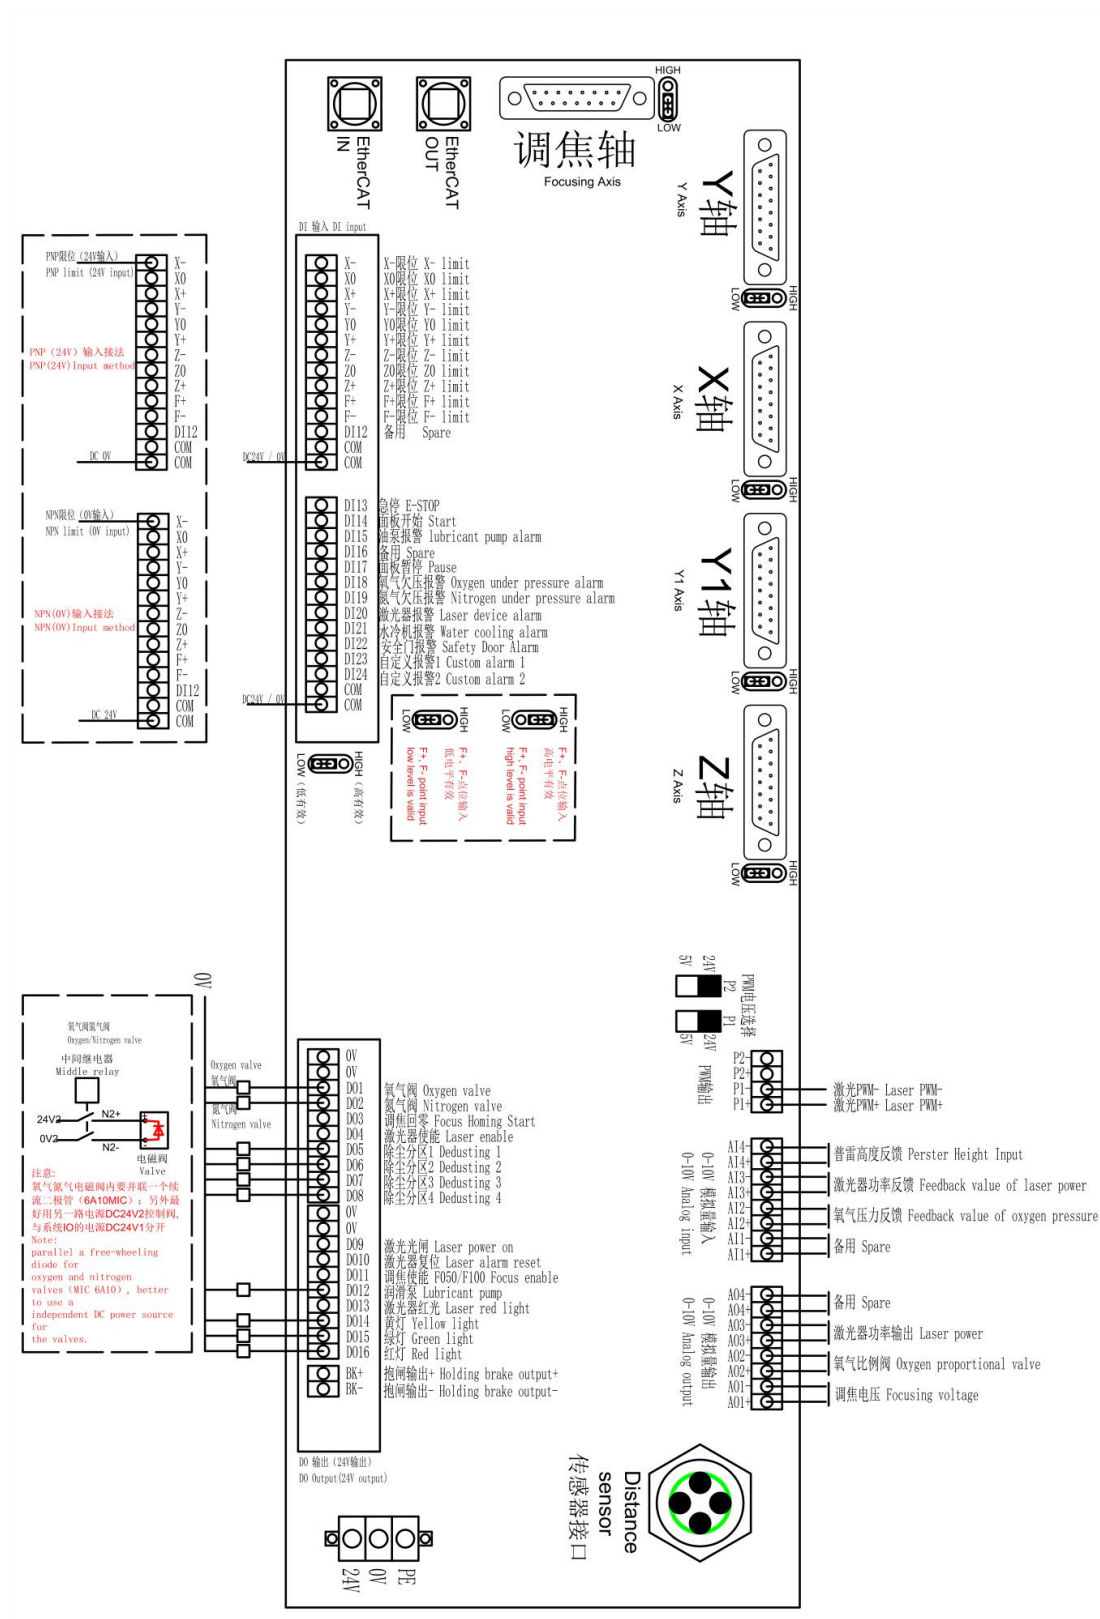 HIGH
LOW
EtherCAT
IN
EtherCAT
OUT
调焦轴
Focusing Axis
Y轴
Y Axis
HIGH
LOW
X轴
X Axis
HIGH
LOW
Y1轴
Y1 Axis
HIGH
LOW
Z轴
Z Axis
HIGH
LOW
DI 输入 DI input
X- X-限位 X- limit
X0 X0限位 X0 limit
X+ X+限位 X+ limit
Y- Y-限位 Y- limit
Y0 Y0限位 Y0 limit
Y+ Y+限位 Y+ limit
Z- Z-限位 Z- limit
Z0 Z0限位 Z0 limit
Z+ Z+限位 Z+ limit
F+ F+限位 F+ limit
F- F-限位 F- limit
DI12 备用 Spare
COM
DC24V / 0V COM
DI13 急停 E-STOP
DI14 面板开始 Start
DI15 油泵报警 lubricant pump alarm
DI16 备用 Spare
DI17 面板暂停 Pause
DI18 氧气欠压报警 Oxygen under pressure alarm
DI19 氮气欠压报警 Nitrogen under pressure alarm
DI20 激光器报警 Laser device alarm
DI21 水冷机报警 Water cooling alarm
DI22 安全门报警 Safety Door Alarm
DI23 自定义报警1 Custom alarm 1
DI24 自定义报警2 Custom alarm 2
COM
DC24V / 0V COM
LOW（低有效）
HIGH（高有效）
LOW
HIGH
F+、F-点位输入
低电平有效
F+, F- point input
low level is valid
LOW
HIGH
F+、F-点位输入
高电平有效
F+, F- point input
high level is valid
PNP限位（24V输入）
PNP limit (24V input)
PNP（24V）输入接法
PNP(24V)Input method
X-
X0
X+
Y-
Y0
Y+
Z-
Z0
Z+
F+
F-
DI12
COM
DC 0V COM
NPN限位（0V输入）
NPN limit (0V input)
NPN(0V)输入接法
NPN(0V)Input method
X-
X0
X+
Y-
Y0
Y+
Z-
Z0
Z+
F+
F-
DI12
COM
DC 24V COM
0V
氧气阀氮气阀
Oxygen/Nitrogen valve
中间继电器
Middle relay
24V2 N2+
0V2 N2-
电磁阀
Valve
注意:
氧气氮气电磁阀内要并联一个续
流二极管（6A10MIC）；另外最
好用另一路电源DC24V2控制阀,
与系统IO的电源DC24V1分开
Note:
parallel a free-wheeling
diode for
oxygen and nitrogen
valves (MIC 6A10), better
to use a
independent DC power source
for
the valves.
Oxygen valve
氧气阀
氮气阀
Nitrogen valve
0V
0V
DO1 氧气阀 Oxygen valve
DO2 氮气阀 Nitrogen valve
DO3 调焦回零 Focus Homing Start
DO4 激光器使能 Laser enable
DO5 除尘分区1 Dedusting 1
DO6 除尘分区2 Dedusting 2
DO7 除尘分区3 Dedusting 3
DO8 除尘分区4 Dedusting 4
0V
0V
DO9 激光光闸 Laser power on
DO10 激光器复位 Laser alarm reset
DO11 调焦使能 F050/F100 Focus enable
DO12 润滑泵 Lubricant pump
DO13 激光器红光 Laser red light
DO14 黄灯 Yellow light
DO15 绿灯 Green light
DO16 红灯 Red light
BK+ 抱闸输出+ Holding brake output+
BK- 抱闸输出- Holding brake output-
DO 输出（24V输出）
DO Output(24V output)
24V
0V
PE
PWM电压选择
5V
24V
P2
5V
24V
P1
PWM输出
P2-
P2+
P1- 激光PWM- Laser PWM-
P1+ 激光PWM+ Laser PWM+
0-10V 模拟量输入
0-10V Analog input
AI4-
AI4+
普雷高度反馈 Perster Height Input
AI3-
AI3+
激光器功率反馈 Feedback value of laser power
AI2-
AI2+
氧气压力反馈 Feedback value of oxygen pressure
AI1-
AI1+
备用 Spare
0-10V 模拟量输出
0-10V Analog output
AO4-
AO4+
备用 Spare
AO3-
AO3+
激光器功率输出 Laser power
AO2-
AO2+
氧气比例阀 Oxygen proportional valve
AO1-
AO1+
调焦电压 Focusing voltage
Distance
sensor
传感器接口